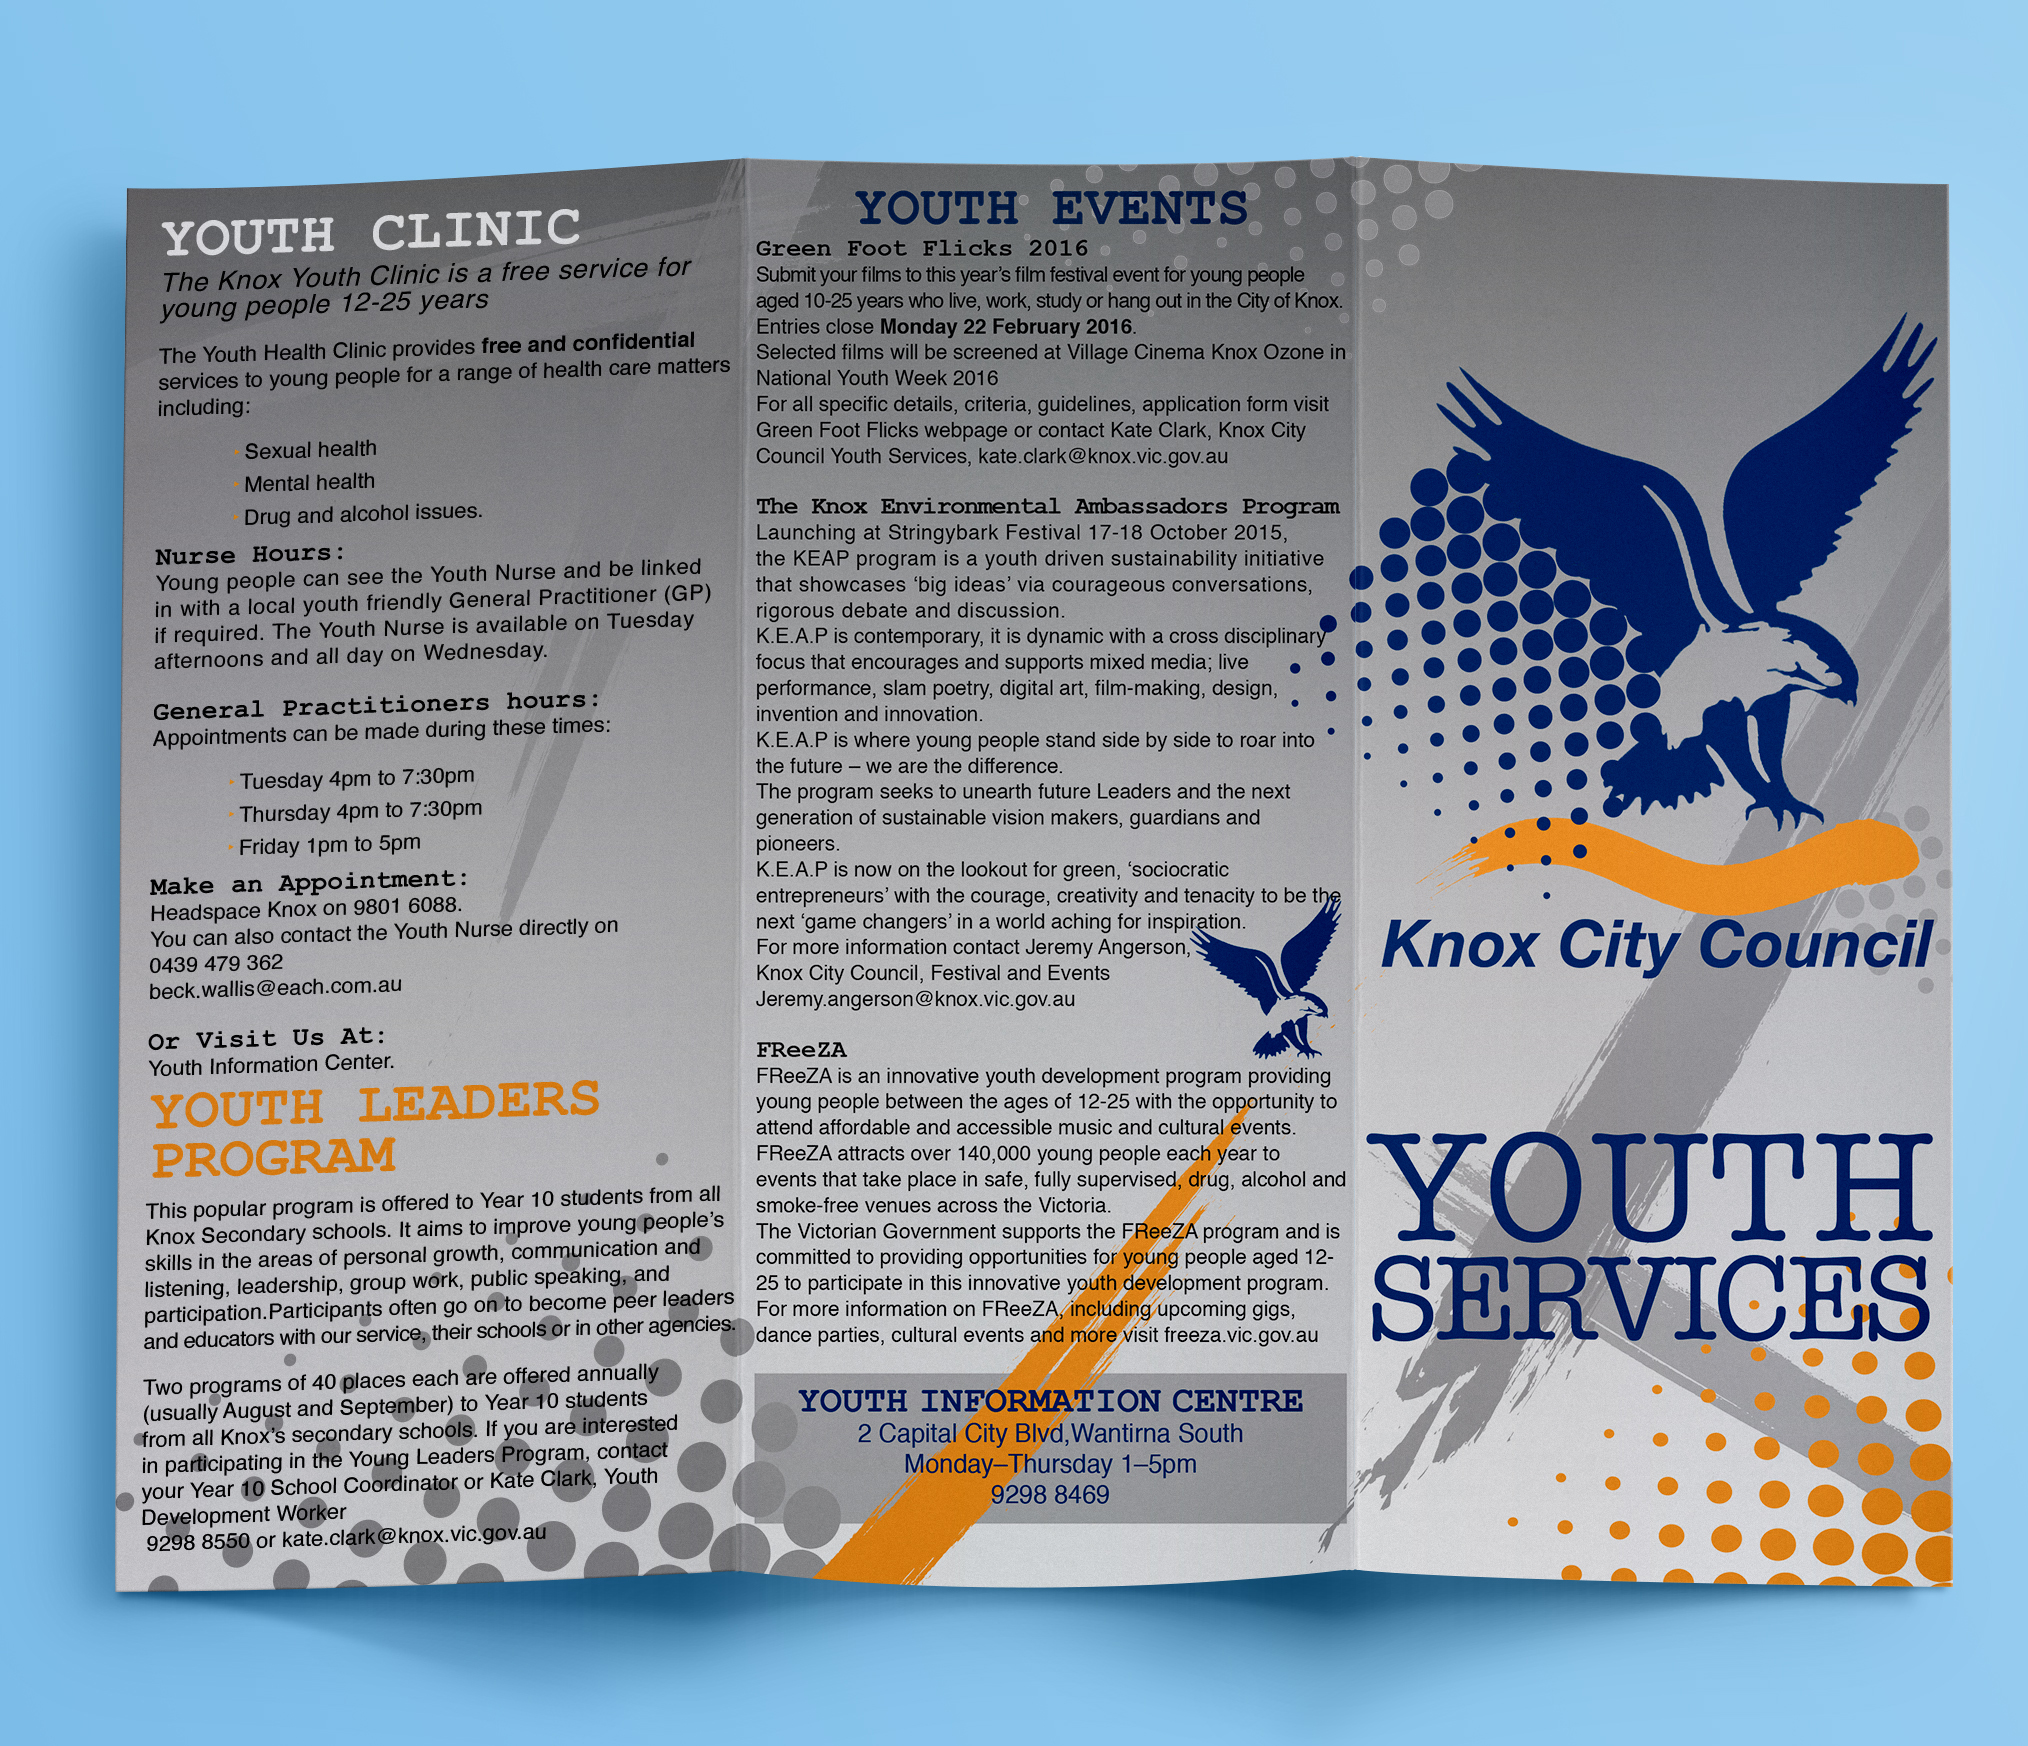 YOUTH CLINIC
The Knox Youth Clinic is a free service for
young people 12-25 years
The Youth Health Clinic provides free and confidential
services to young people for a range of health care matters
including:
· Sexual health
· Mental health
· Drug and alcohol issues.
Nurse Hours:
Young people can see the Youth Nurse and be linked
in with a local youth friendly General Practitioner (GP)
if required. The Youth Nurse is available on Tuesday
afternoons and all day on Wednesday.
General Practitioners hours:
Appointments can be made during these times:
· Tuesday 4pm to 7:30pm
· Thursday 4pm to 7:30pm
· Friday 1pm to 5pm
Make an Appointment:
Headspace Knox on 9801 6088.
You can also contact the Youth Nurse directly on
0439 479 362
beck.wallis@each.com.au
Or Visit Us At:
Youth Information Center.
YOUTH LEADERS
PROGRAM
This popular program is offered to Year 10 students from all
Knox Secondary schools. It aims to improve young people's
skills in the areas of personal growth, communication and
listening, leadership, group work, public speaking, and
participation.Participants often go on to become peer leaders
and educators with our service, their schools or in other agencies.
Two programs of 40 places each are offered annually
(usually August and September) to Year 10 students
from all Knox's secondary schools. If you are interested
in participating in the Young Leaders Program, contact
your Year 10 School Coordinator or Kate Clark, Youth
Development Worker
9298 8550 or kate.clark@knox.vic.gov.au
YOUTH EVENTS
Green Foot Flicks 2016
Submit your films to this year's film festival event for young people
aged 10-25 years who live, work, study or hang out in the City of Knox.
Entries close Monday 22 February 2016.
Selected films will be screened at Village Cinema Knox Ozone in
National Youth Week 2016
For all specific details, criteria, guidelines, application form visit
Green Foot Flicks webpage or contact Kate Clark, Knox City
Council Youth Services, kate.clark@knox.vic.gov.au
The Knox Environmental Ambassadors Program
Launching at Stringybark Festival 17-18 October 2015,
the KEAP program is a youth driven sustainability initiative
that showcases 'big ideas' via courageous conversations,
rigorous debate and discussion.
K.E.A.P is contemporary, it is dynamic with a cross disciplinary
focus that encourages and supports mixed media; live
performance, slam poetry, digital art, film-making, design,
invention and innovation.
K.E.A.P is where young people stand side by side to roar into
the future – we are the difference.
The program seeks to unearth future Leaders and the next
generation of sustainable vision makers, guardians and
pioneers.
K.E.A.P is now on the lookout for green, 'sociocratic
entrepreneurs' with the courage, creativity and tenacity to be the
next 'game changers' in a world aching for inspiration.
For more information contact Jeremy Angerson,
Knox City Council, Festival and Events
Jeremy.angerson@knox.vic.gov.au
FReeZA
FReeZA is an innovative youth development program providing
young people between the ages of 12-25 with the opportunity to
attend affordable and accessible music and cultural events.
FReeZA attracts over 140,000 young people each year to
events that take place in safe, fully supervised, drug, alcohol and
smoke-free venues across the Victoria.
The Victorian Government supports the FReeZA program and is
committed to providing opportunities for young people aged 12-
25 to participate in this innovative youth development program.
For more information on FReeZA, including upcoming gigs,
dance parties, cultural events and more visit freeza.vic.gov.au
YOUTH INFORMATION CENTRE
2 Capital City Blvd,Wantirna South
Monday–Thursday 1–5pm
9298 8469
Knox City Council
YOUTH
SERVICES